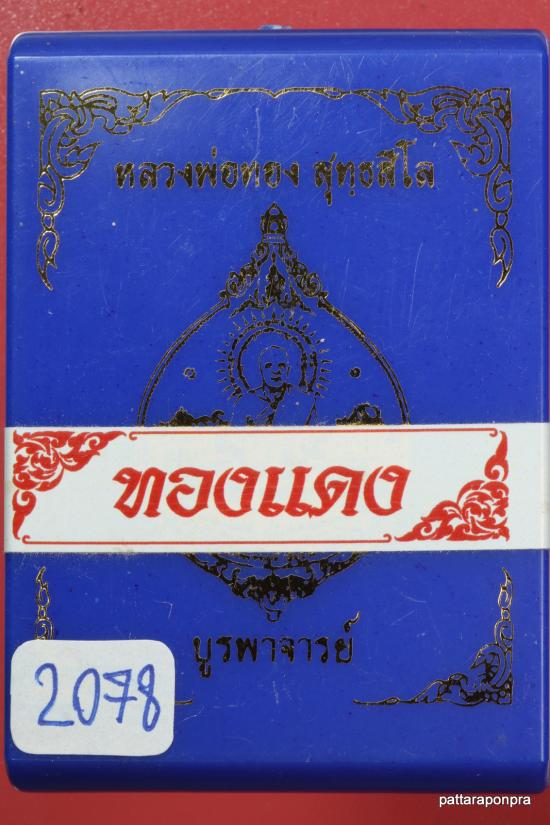 หลวงพ่อทอง สุทฺธสีโล
ทองแดง
บูรพาจารย์
2078
pattaraponpra